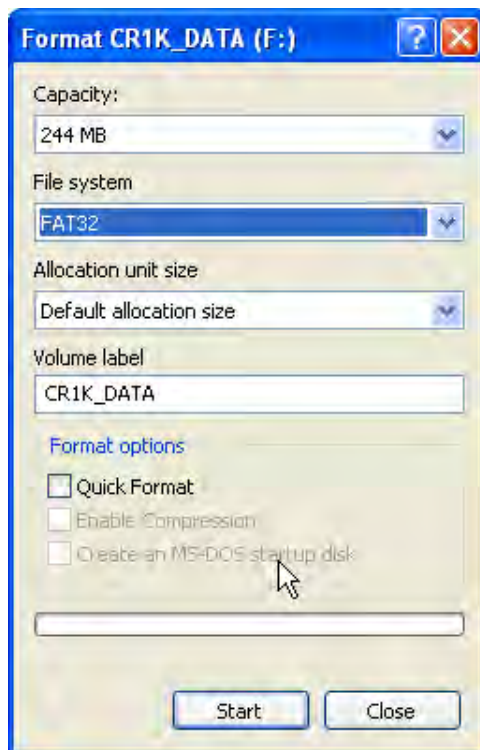 Format CR1K_DATA (F:)
Capacity:
244 MB
File system
FAT32
Allocation unit size
Default allocation size
Volume label
CR1K_DATA
Format options
Quick Format
Enable Compression
Create an MS-DOS startup disk
Start
Close